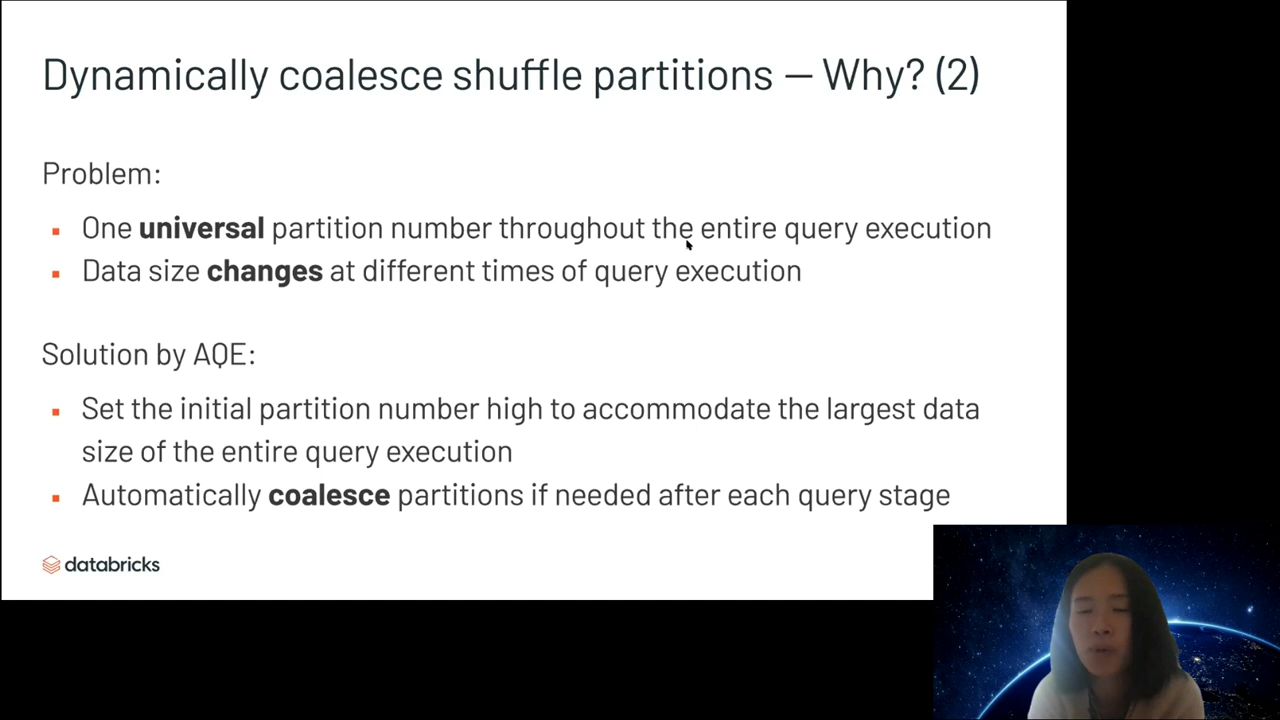 Dynamically coalesce shuffle partitions — Why? (2)
Problem:
One universal partition number throughout the entire query execution
Data size changes at different times of query execution
Solution by AQE:
Set the initial partition number high to accommodate the largest data
size of the entire query execution
Automatically coalesce partitions if needed after each query stage
databricks